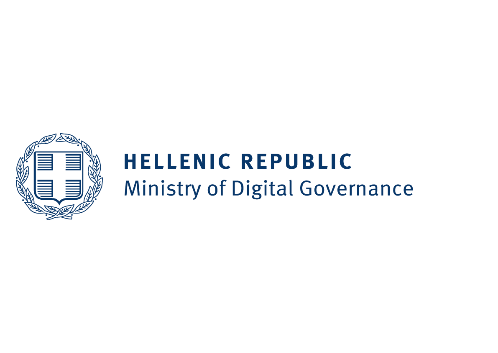 HELLENIC REPUBLIC
Ministry of Digital Governance